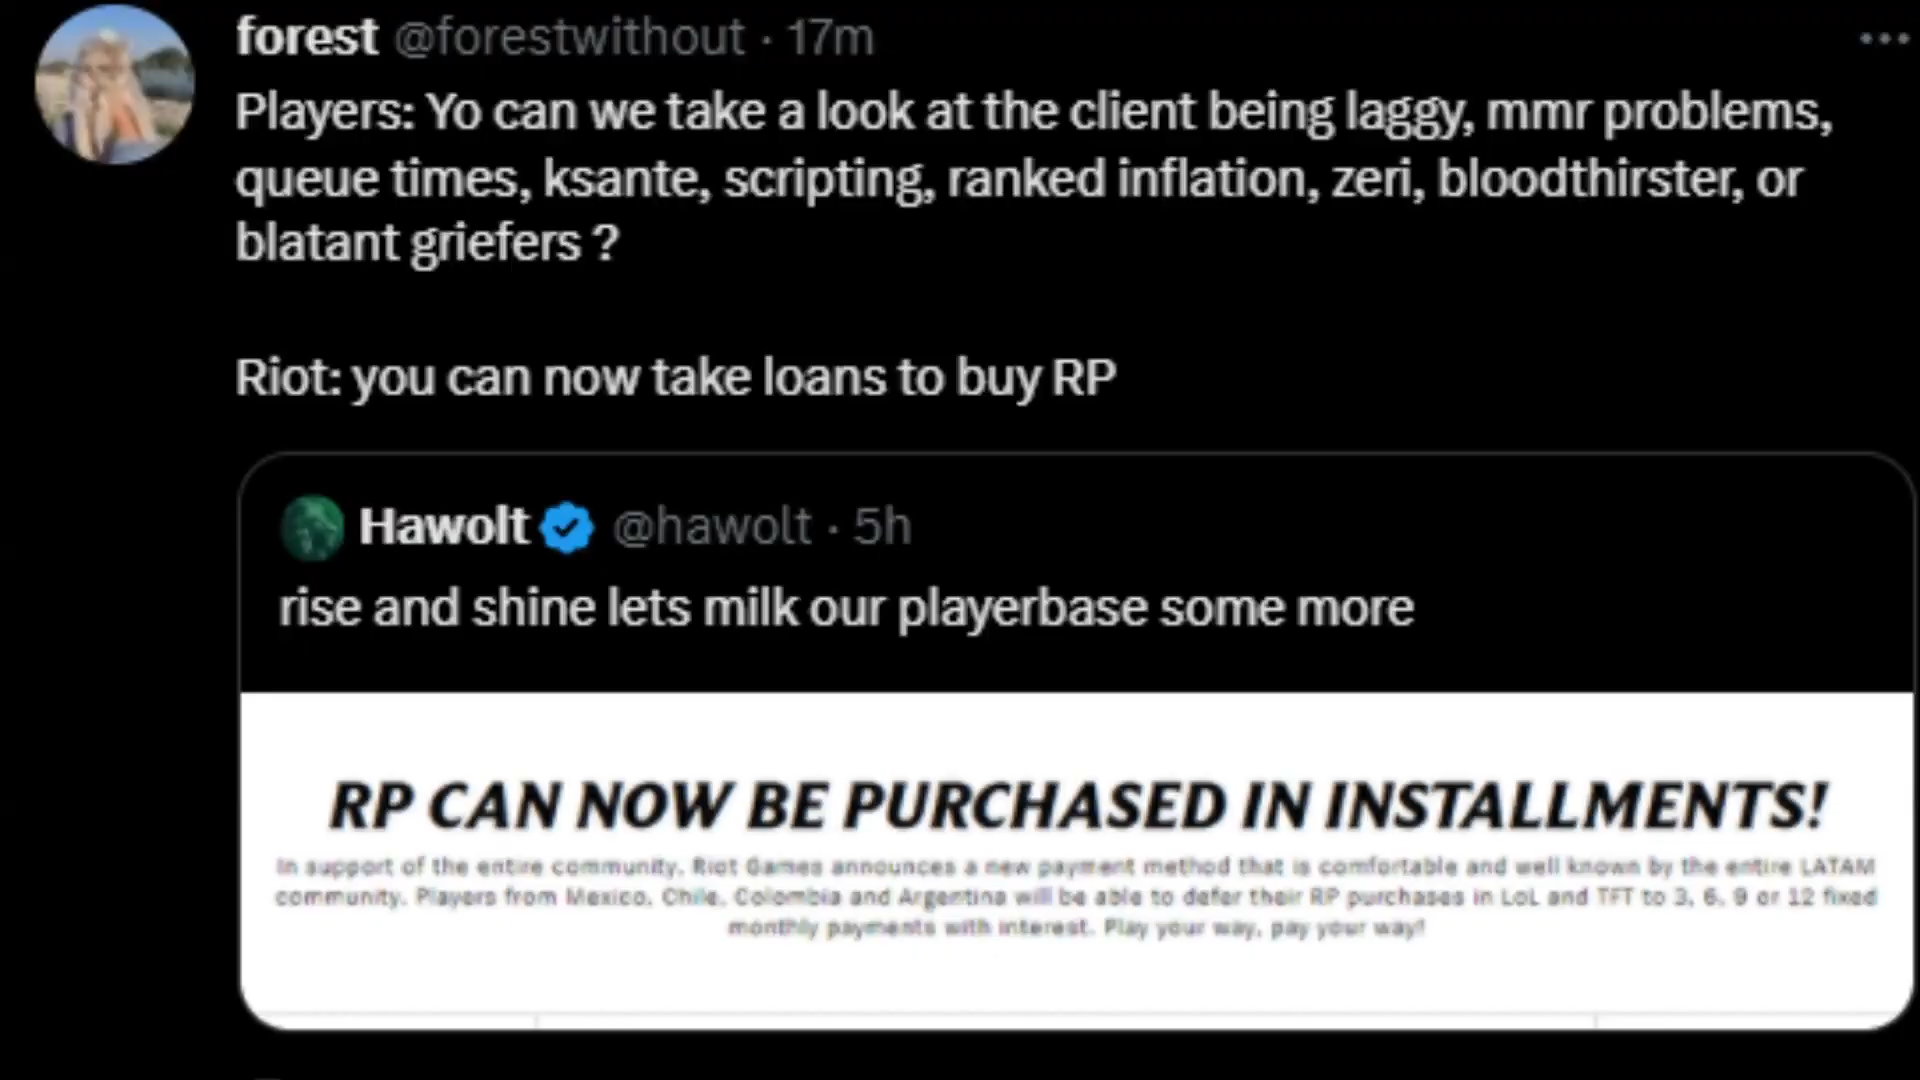 forest @forestwithout · 17m
Players: Yo can we take a look at the client being laggy, mmr problems,
queue times, ksante, scripting, ranked inflation, zeri, bloodthirster, or
blatant griefers ?
Riot: you can now take loans to buy RP
Hawolt @hawolt · 5h
rise and shine lets milk our playerbase some more
RP CAN NOW BE PURCHASED IN INSTALLMENTS!
In support of the entire community, Riot Games announces a new payment method that is comfortable and well known by the entire LATAM
community. Players from Mexico, Chile, Colombia and Argentina will be able to defer their RP purchases in LoL and TFT to 3, 6, 9 or 12 fixed
monthly payments with interest. Play your way, pay your way!